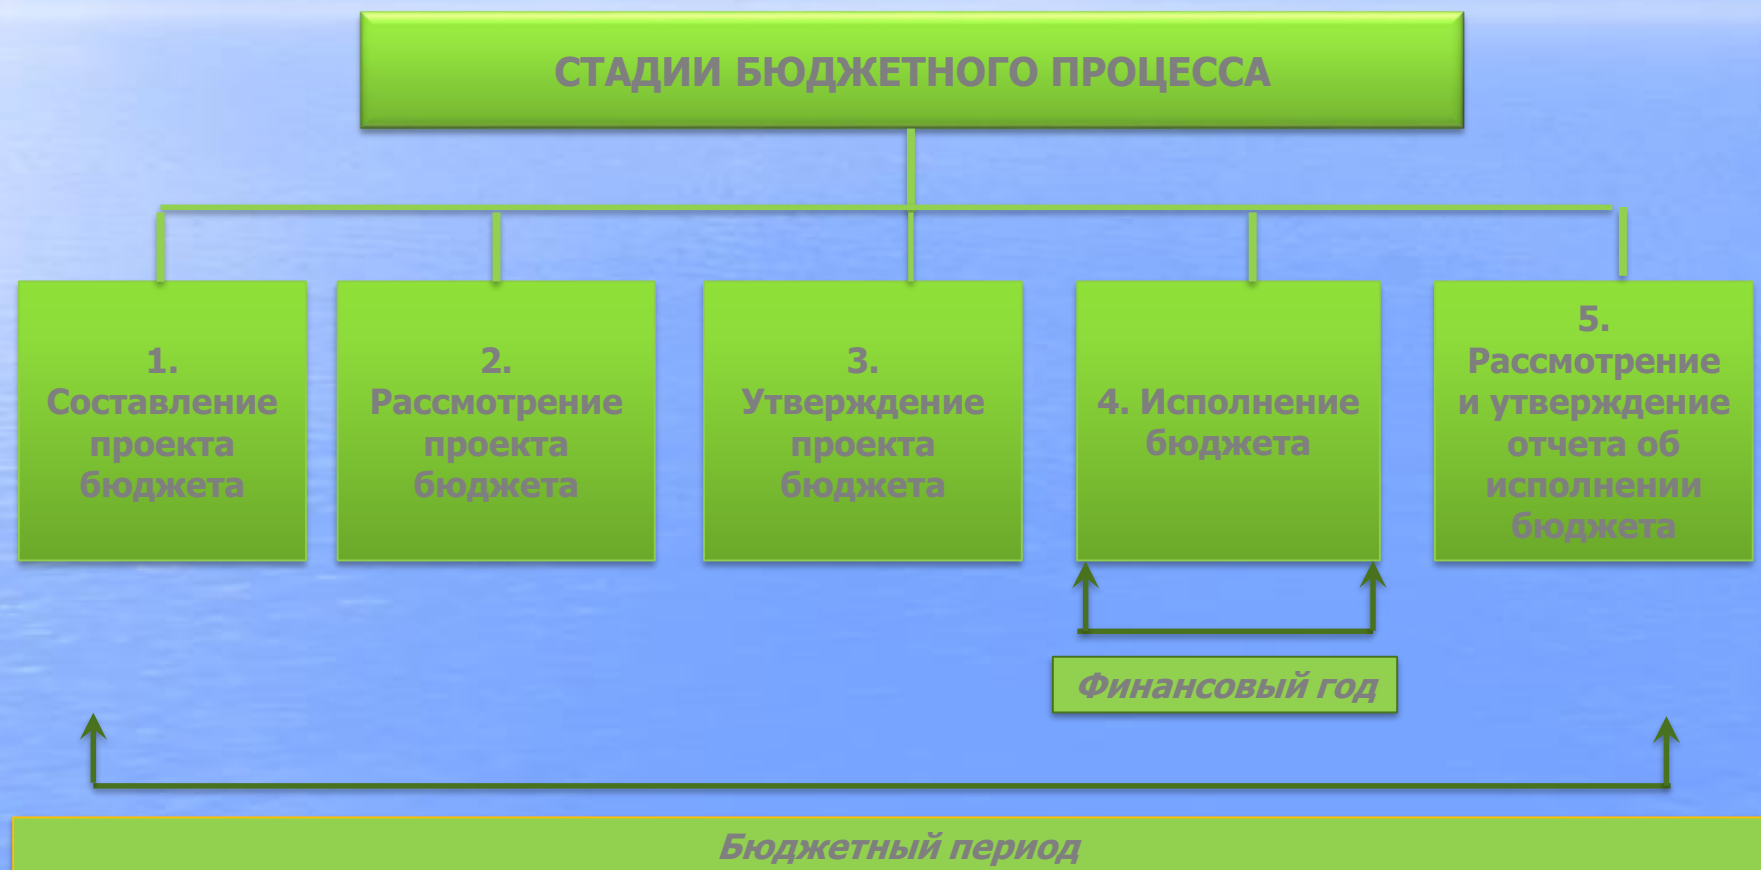 СТАДИИ БЮДЖЕТНОГО ПРОЦЕССА
1.
Составление
проекта
бюджета
2.
Рассмотрение
проекта
бюджета
3.
Утверждение
проекта
бюджета
4. Исполнение
бюджета
5.
Рассмотрение
и утверждение
отчета об
исполнении
бюджета
Финансовый год
Бюджетный период